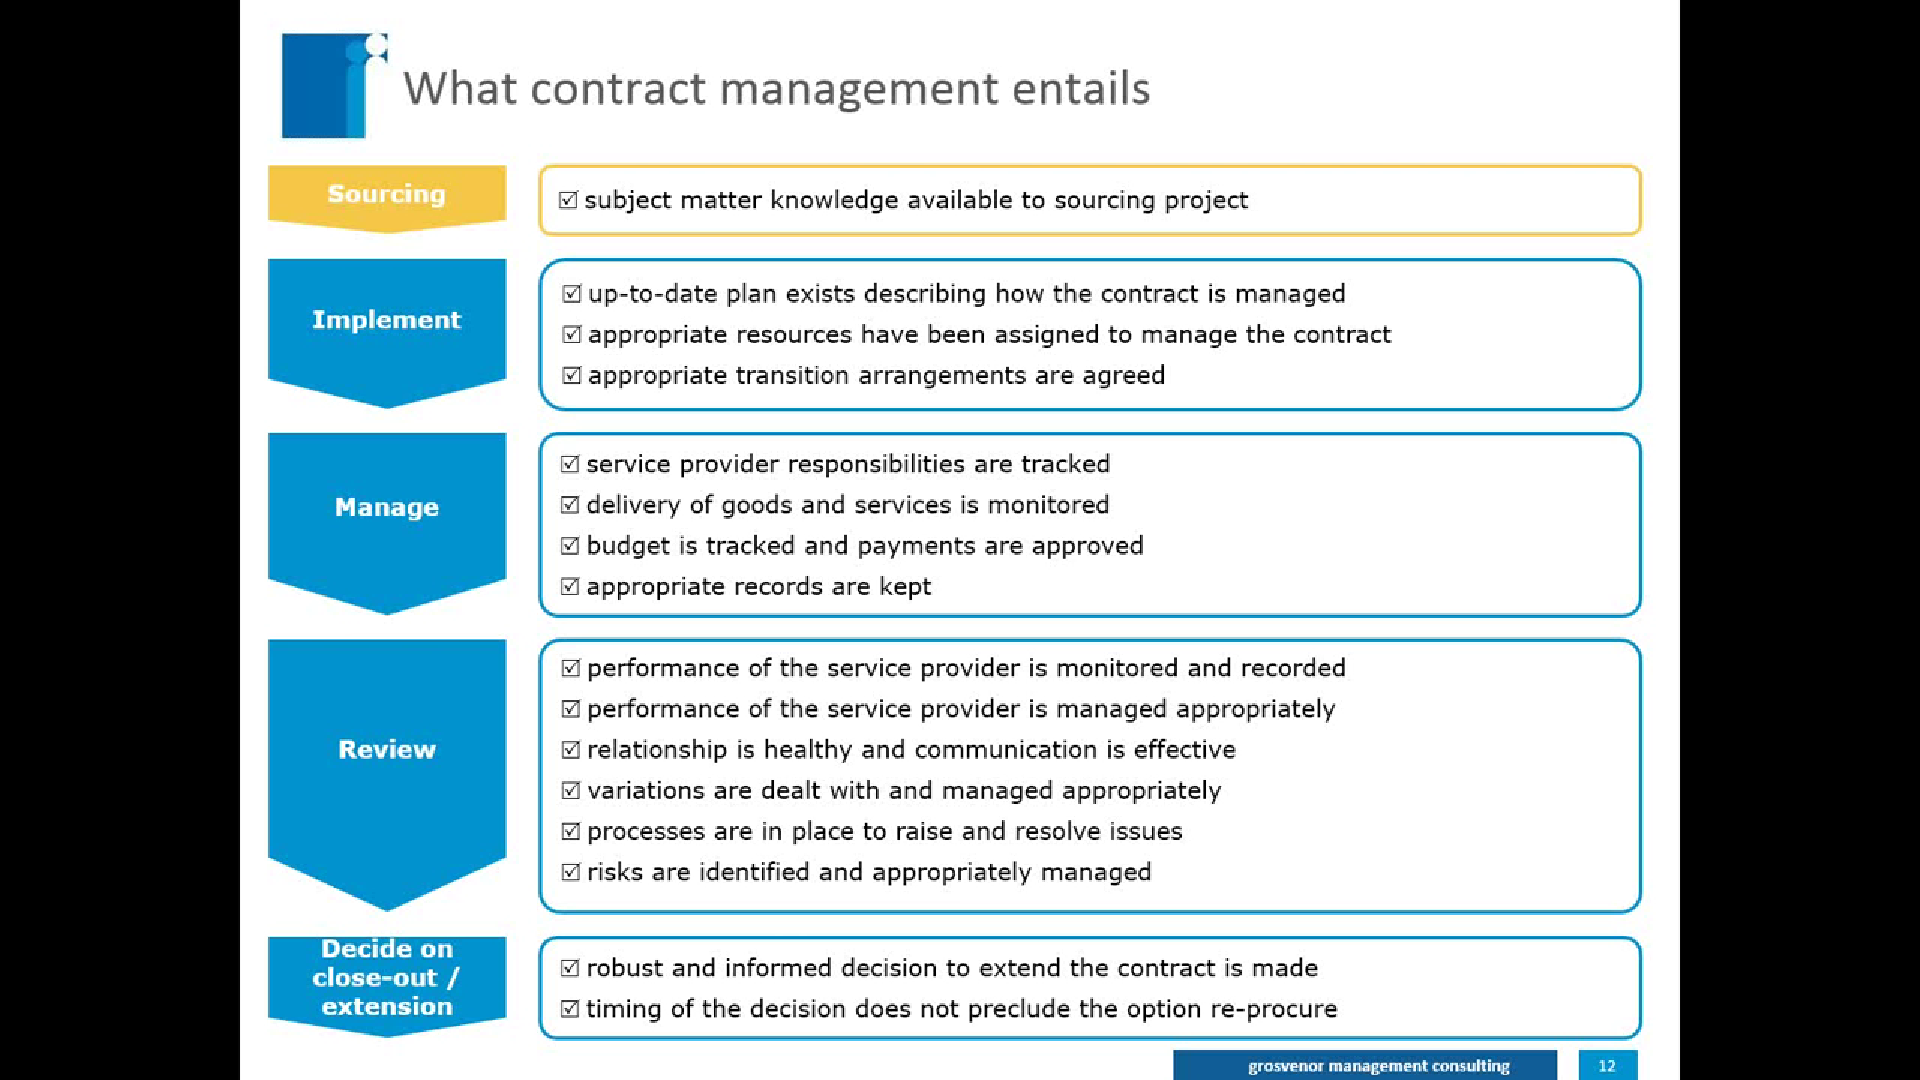 What contract management entails
Sourcing
☑ subject matter knowledge available to sourcing project
Implement
☑ up-to-date plan exists describing how the contract is managed
☑ appropriate resources have been assigned to manage the contract
☑ appropriate transition arrangements are agreed
Manage
☑ service provider responsibilities are tracked
☑ delivery of goods and services is monitored
☑ budget is tracked and payments are approved
☑ appropriate records are kept
Review
☑ performance of the service provider is monitored and recorded
☑ performance of the service provider is managed appropriately
☑ relationship is healthy and communication is effective
☑ variations are dealt with and managed appropriately
☑ processes are in place to raise and resolve issues
☑ risks are identified and appropriately managed
Decide on
close-out /
extension
☑ robust and informed decision to extend the contract is made
☑ timing of the decision does not preclude the option re-procure
grosvenor management consulting
12